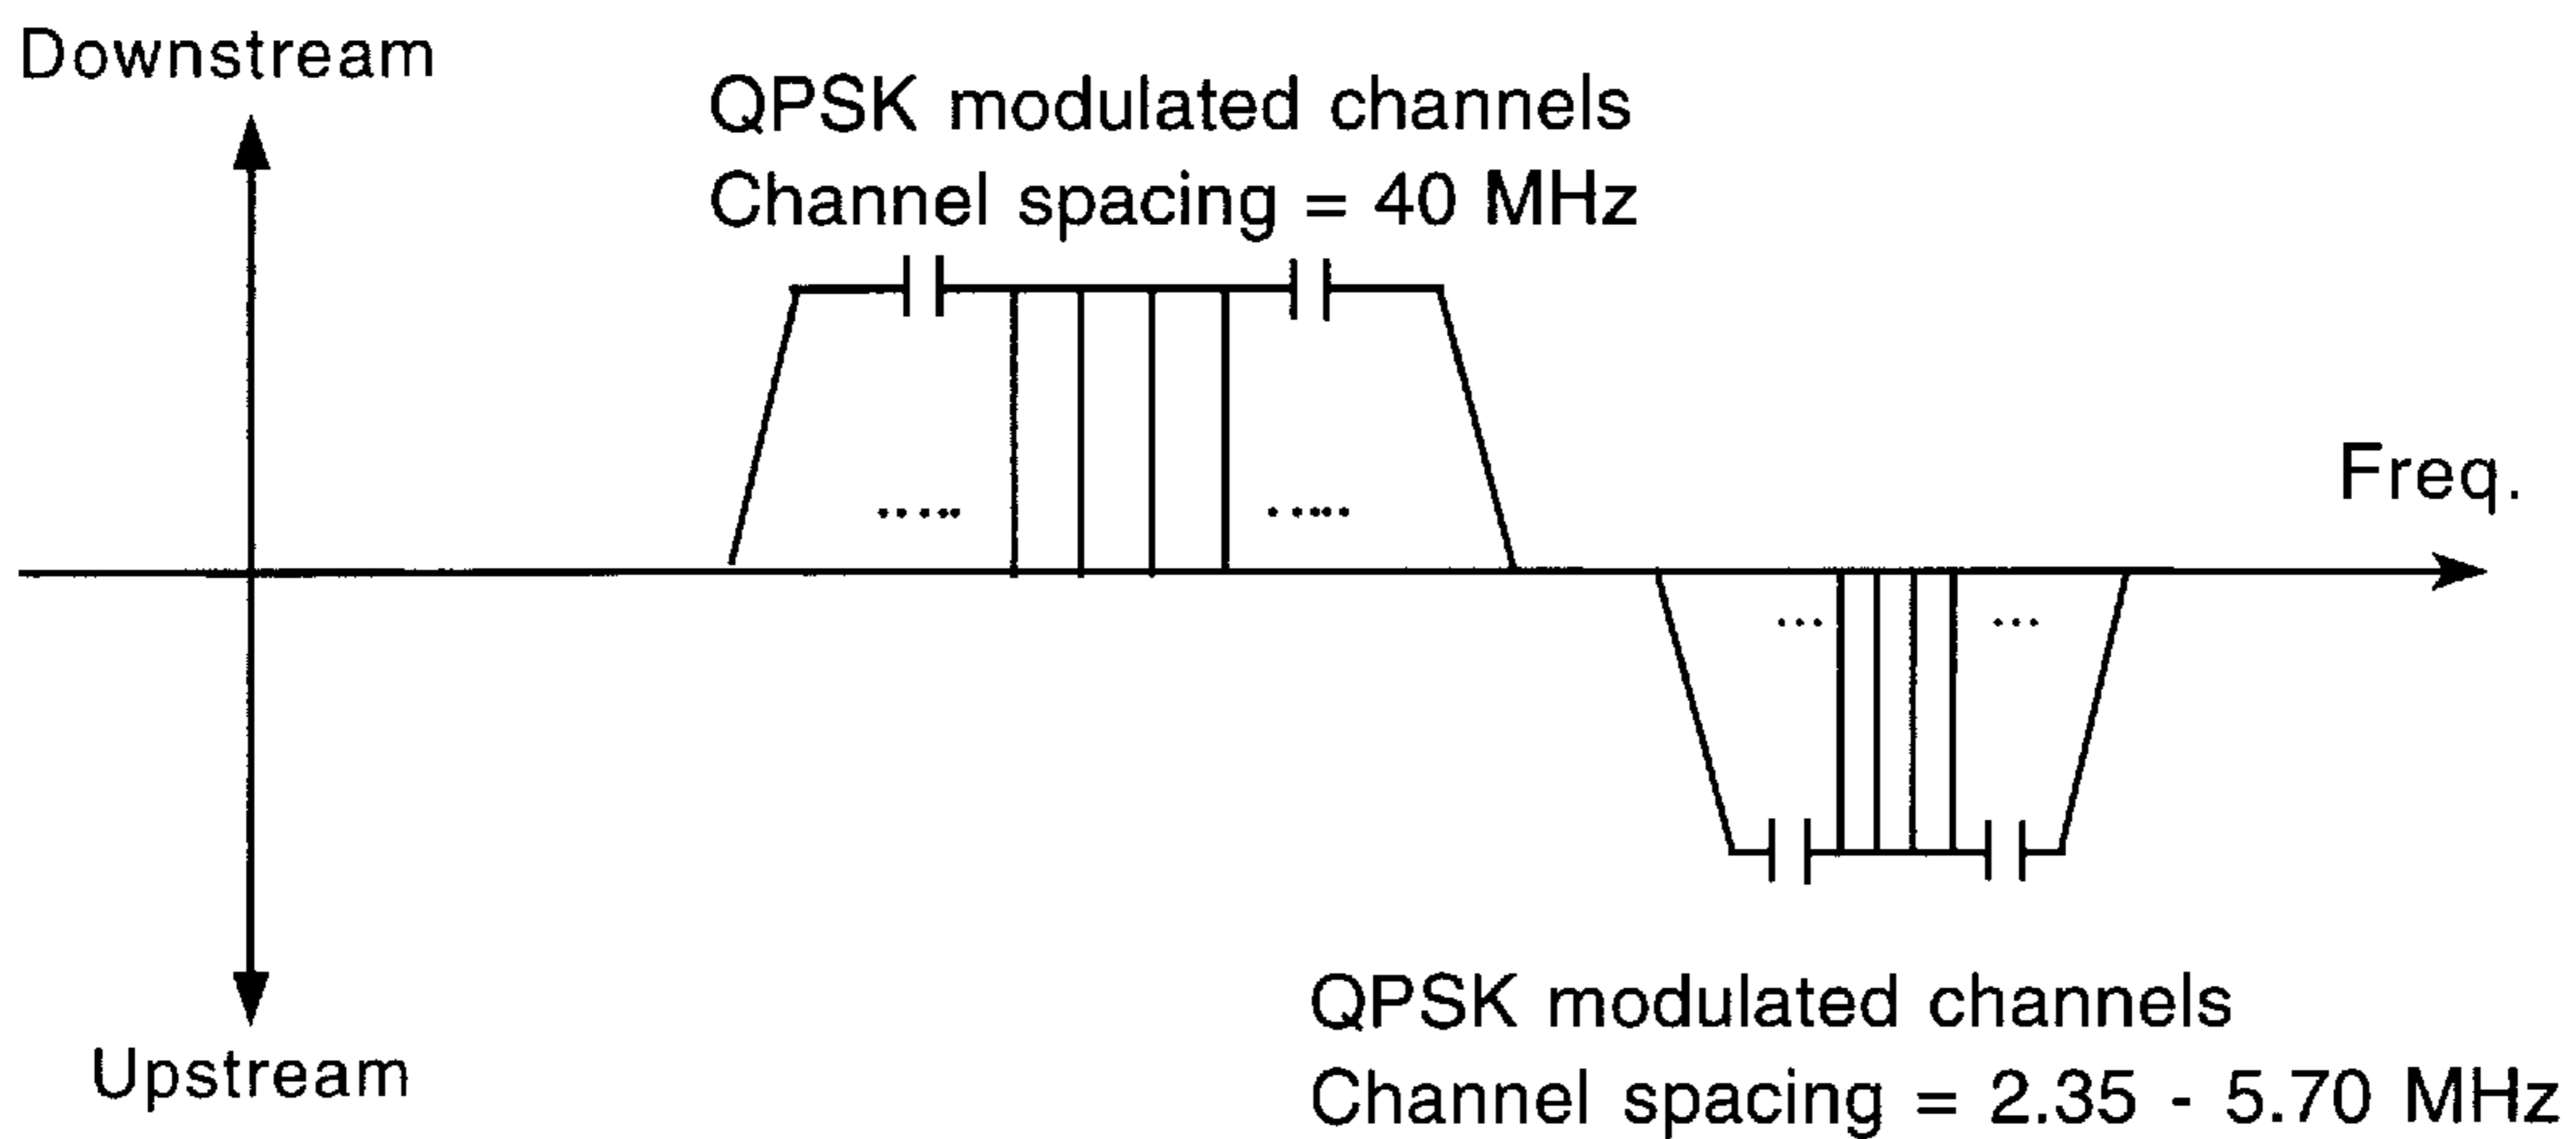 Downstream
QPSK modulated channels
Channel spacing = 40 MHz
Freq.
Upstream
QPSK modulated channels
Channel spacing = 2.35 - 5.70 MHz